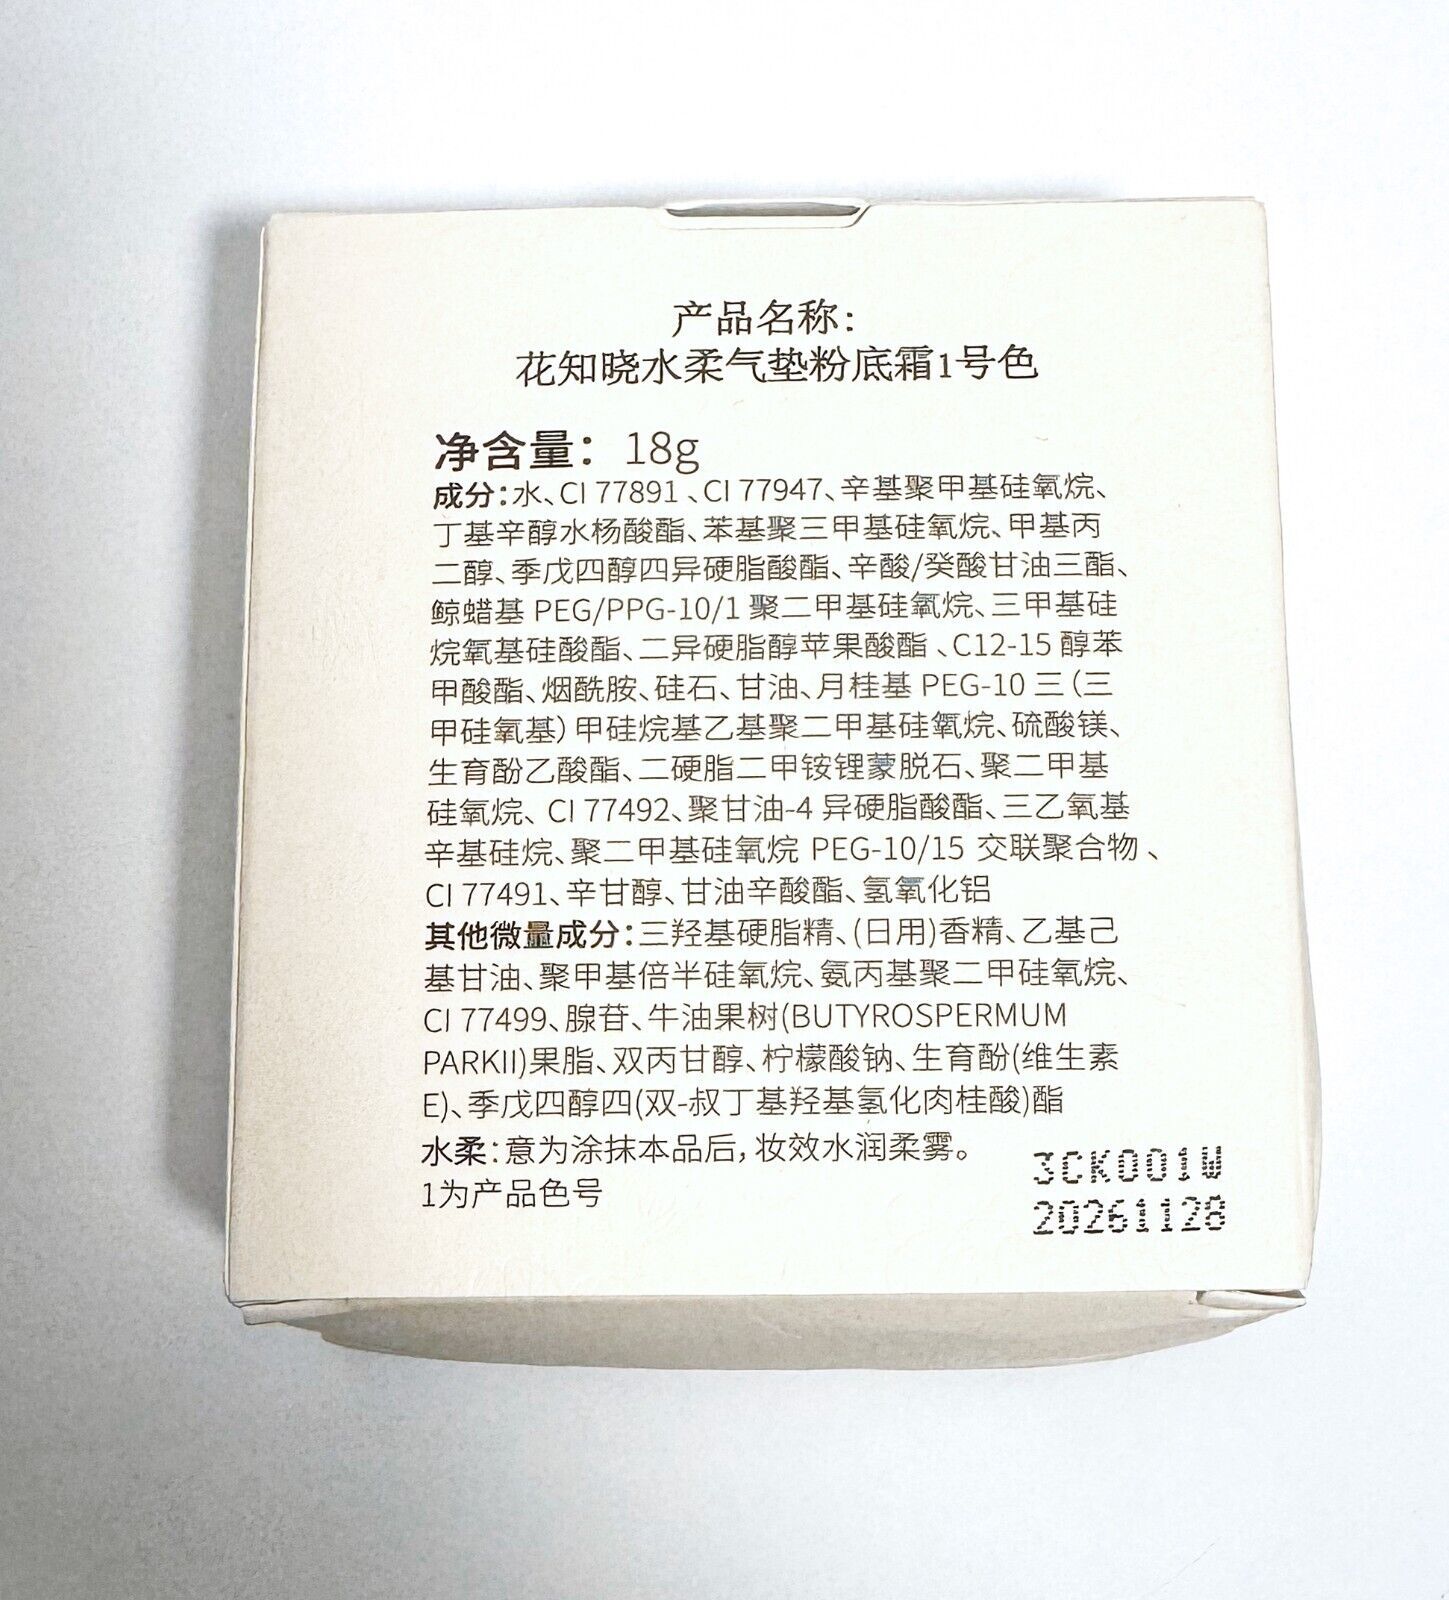 产品名称：
花知晓水柔气垫粉底霜1号色
净含量： 18g
成分：水、CI 77891、CI 77947、辛基聚甲基硅氧烷、
丁基辛醇水杨酸酯、苯基聚三甲基硅氧烷、甲基丙
二醇、季戊四醇四异硬脂酸酯、辛酸/癸酸甘油三酯、
鲸蜡基 PEG/PPG-10/1 聚二甲基硅氧烷、三甲基硅
烷氧基硅酸酯、二异硬脂醇苹果酸酯、C12-15 醇苯
甲酸酯、烟酰胺、硅石、甘油、月桂基 PEG-10 三（三
甲硅氧基）甲硅烷基乙基聚二甲基硅氧烷、硫酸镁、
生育酚乙酸酯、二硬脂二甲铵锂蒙脱石、聚二甲基
硅氧烷、CI 77492、聚甘油-4 异硬脂酸酯、三乙氧基
辛基硅烷、聚二甲基硅氧烷 PEG-10/15 交联聚合物、
CI 77491、辛甘醇、甘油辛酸酯、氢氧化铝
其他微量成分：三羟基硬脂精、(日用)香精、乙基己
基甘油、聚甲基倍半硅氧烷、氨丙基聚二甲硅氧烷、
CI 77499、腺苷、牛油果树(BUTYROSPERMUM
PARKII)果脂、双丙甘醇、柠檬酸钠、生育酚(维生素
E)、季戊四醇四(双-叔丁基羟基氢化肉桂酸)酯
水柔：意为涂抹本品后，妆效水润柔雾。
1为产品色号
3CK001W
20261128